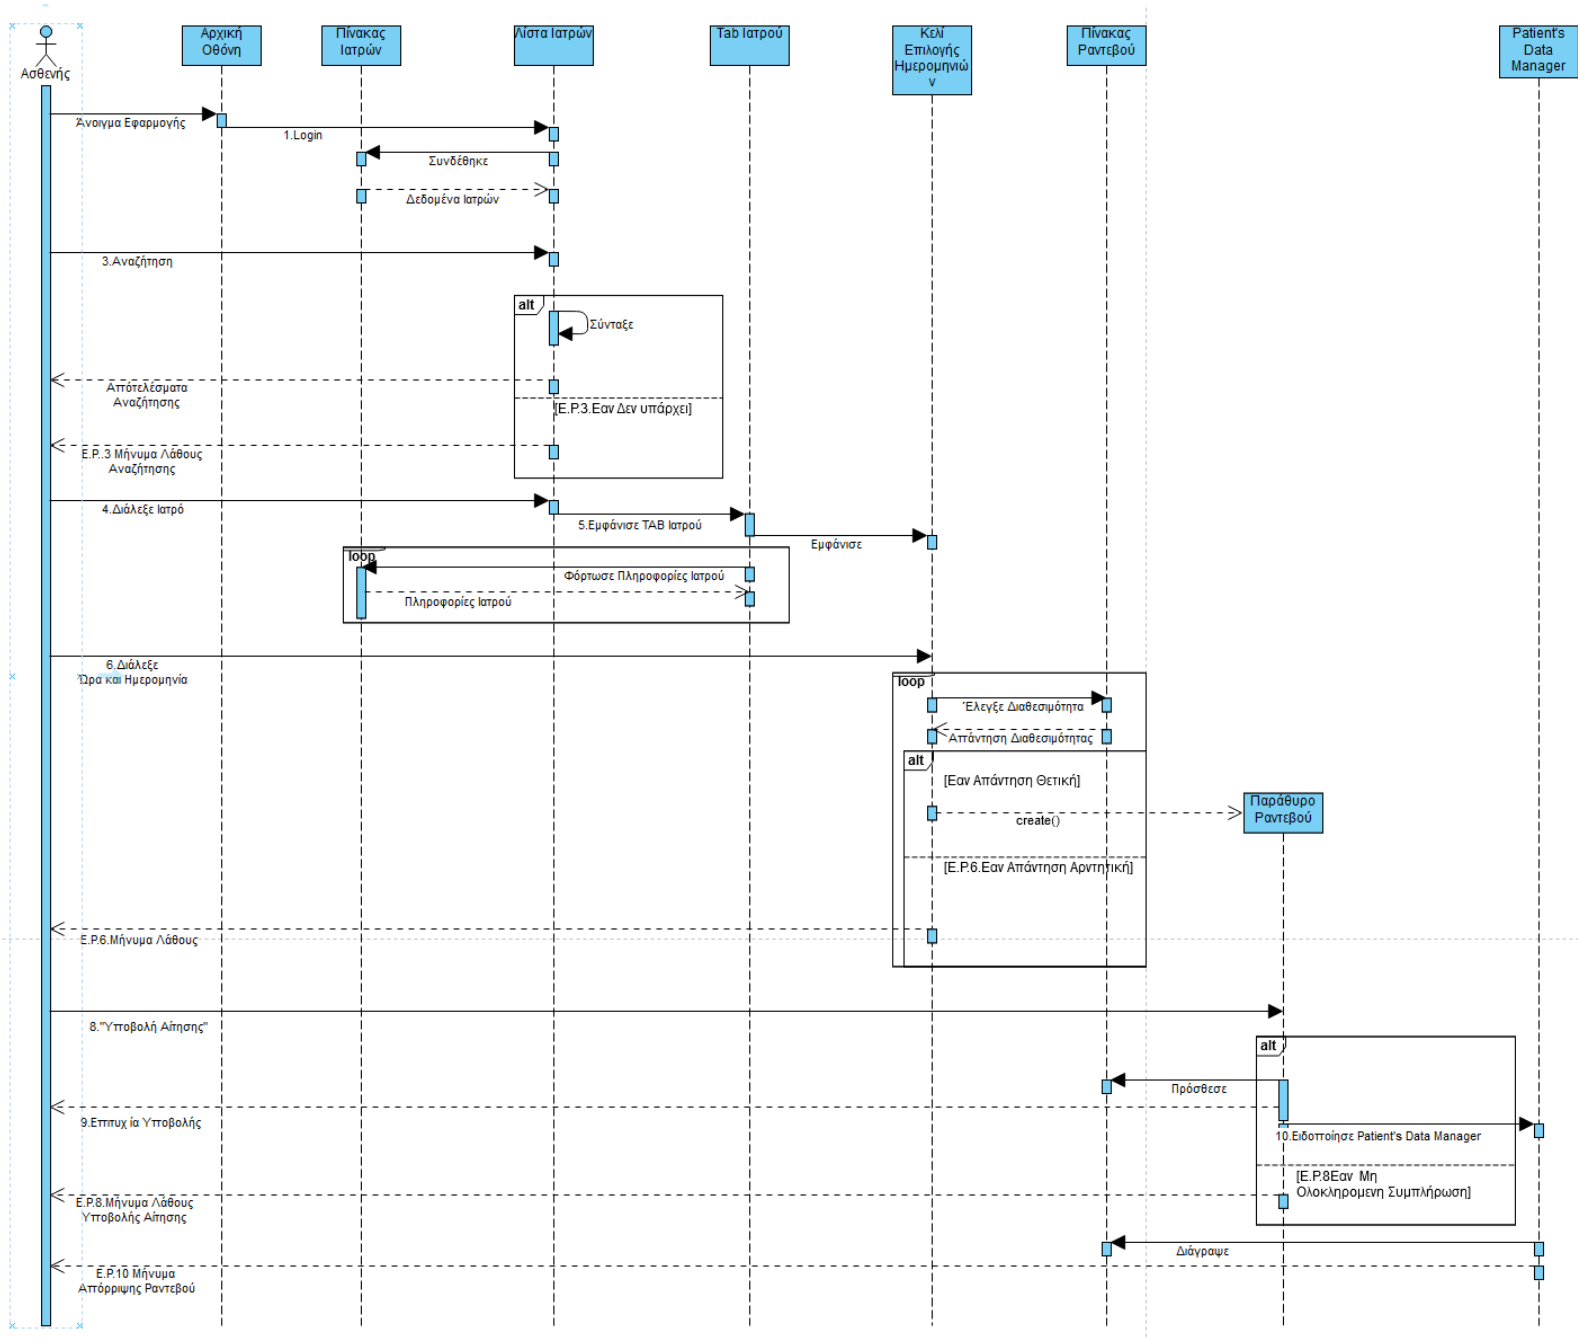 Ασθενής
Αρχική
Οθόνη
Πίνακας
Ιατρών
Λίστα Ιατρών
Tab Ιατρού
Κελί
Επιλογής
Ημερομηνιώ
ν
Πίνακας
Ραντεβού
Patient's
Data
Manager
Άνοιγμα Εφαρμογής
1.Login
Συνδέθηκε
Δεδομένα Ιατρών
3.Αναζήτηση
alt
Σύνταξε
Απότελέσματα
Αναζήτησης
[Ε.Ρ.3.Εαν Δεν υπάρχει]
Ε.Ρ..3 Μήνυμα Λάθους
Αναζήτησης
4.Διάλεξε Ιατρό
5.Εμφάνισε TAB Ιατρού
Εμφάνισε
loop
Φόρτωσε Πληροφορίες Ιατρού
Πληροφορίες Ιατρού
6.Διάλεξε
Ώρα και Ημερομηνία
loop
Έλεγξε Διαθεσιμότητα
Απάντηση Διαθεσιμότητας
alt
[Εαν Απάντηση Θετική]
Παράθυρο
Ραντεβού
create()
[Ε.Ρ.6.Εαν Απάντηση Αρντητική]
Ε.Ρ.6.Μήνυμα Λάθους
8."Υποβολή Αίτησης"
alt
Πρόσθεσε
9.Επιτυχία Υποβολής
10.Ειδοποίησε Patient's Data Manager
[Ε.Ρ.8Εαν Μη
Ολοκληρομενη Συμπλήρωση]
Ε.Ρ.8.Μήνυμα Λάθους
Υποβολής Αίτησης
Διάγραψε
Ε.Ρ.10 Μήνυμα
Απόρριψης Ραντεβού